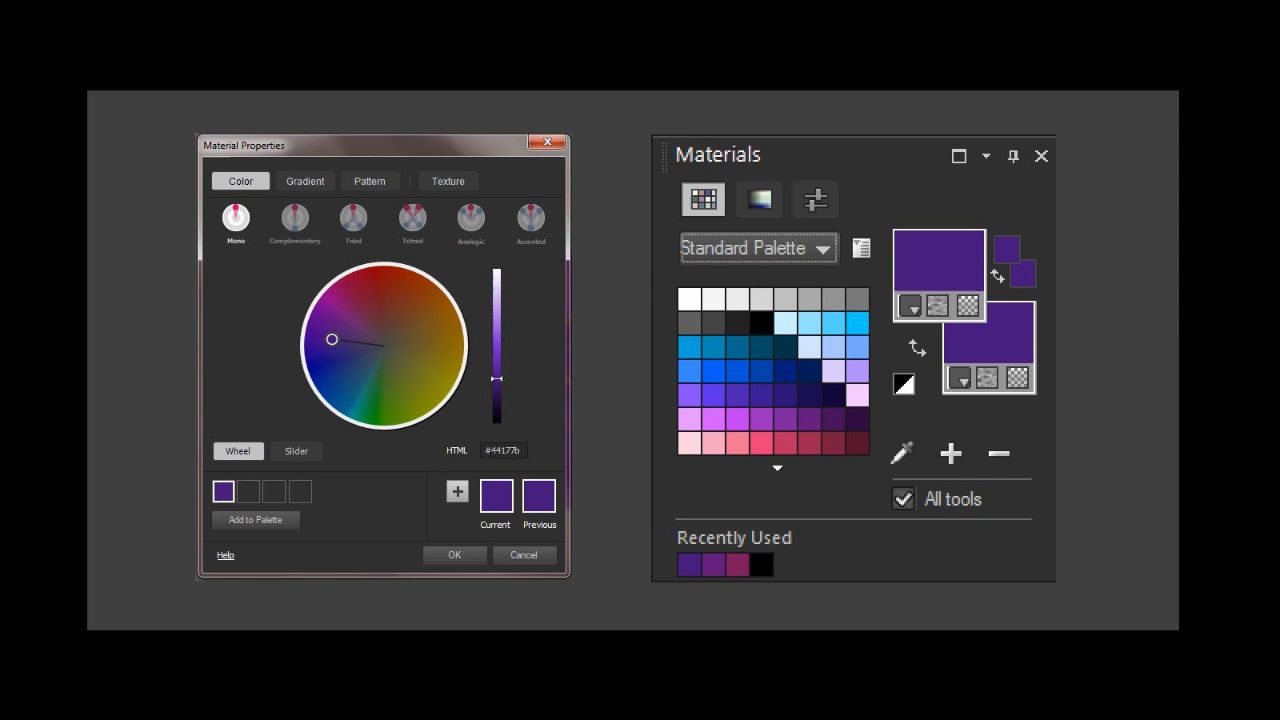 Material Properties
Color Gradient Pattern Texture
Mono Complementary Triad Tetrad Analogic Accented
Wheel Slider HTML #44177b
Add to Palette
Current Previous
Help OK Cancel
Materials
Standard Palette
All tools
Recently Used